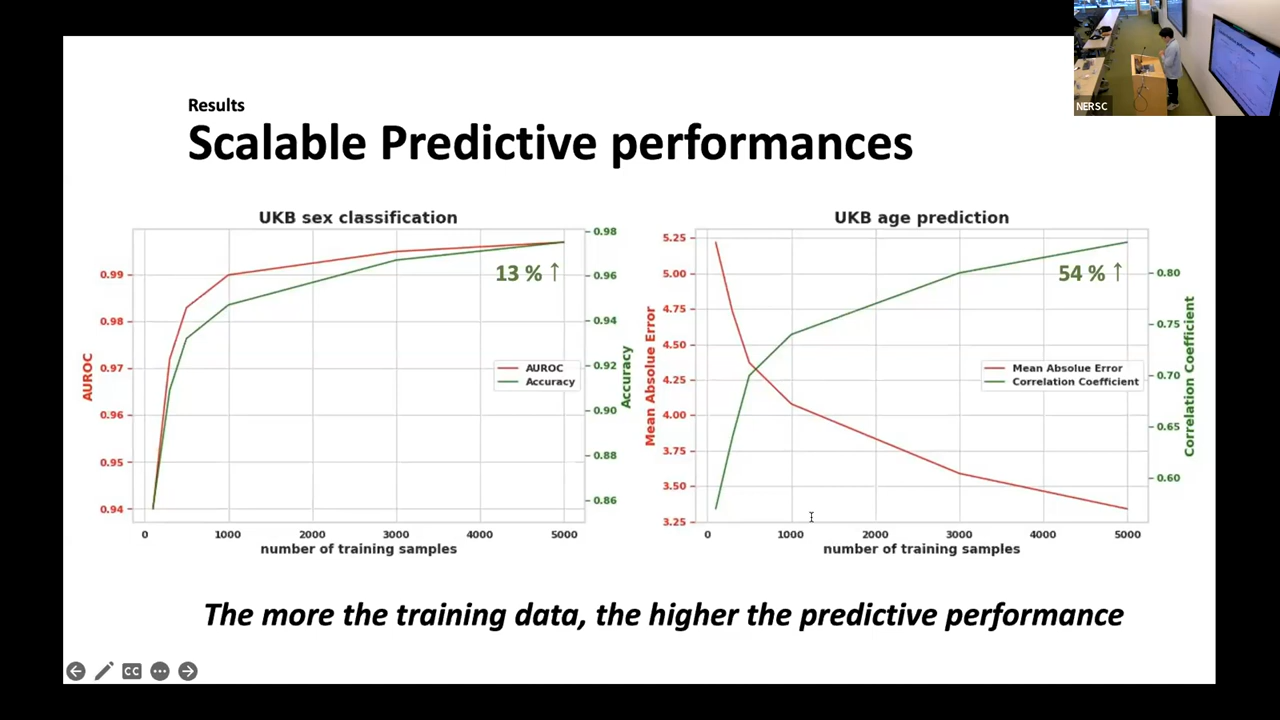 NERSC
Results
Scalable Predictive performances
UKB sex classification
0.99
0.98
0.97
0.96
0.95
0.94
AUROC
0.98
0.96
0.94
0.92
0.90
0.88
0.86
Accuracy
13 % ↑
AUROC
Accuracy
0 1000 2000 3000 4000 5000
number of training samples
UKB age prediction
5.25
5.00
4.75
4.50
4.25
4.00
3.75
3.50
3.25
Mean Absolue Error
0.80
0.75
0.70
0.65
0.60
Correlation Coefficient
54 % ↑
Mean Absolue Error
Correlation Coefficient
0 1000 2000 3000 4000 5000
number of training samples
The more the training data, the higher the predictive performance
CC